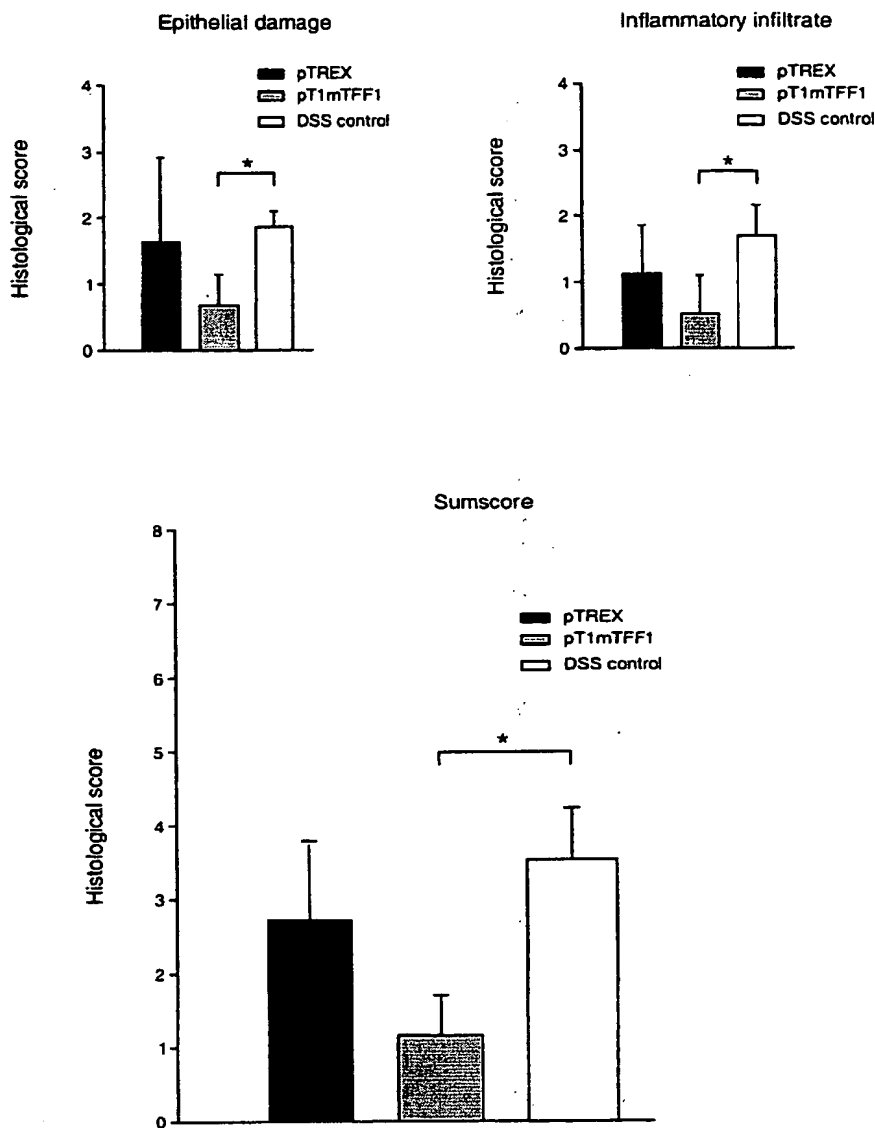 Epithelial damage
pTREX
pT1mTFF1
DSS control
Histological score
4
3
2
1
0
*
Inflammatory infiltrate
pTREX
pT1mTFF1
DSS control
Histological score
4
3
2
1
0
*
Sumscore
pTREX
pT1mTFF1
DSS control
Histological score
8
7
6
5
4
3
2
1
0
*